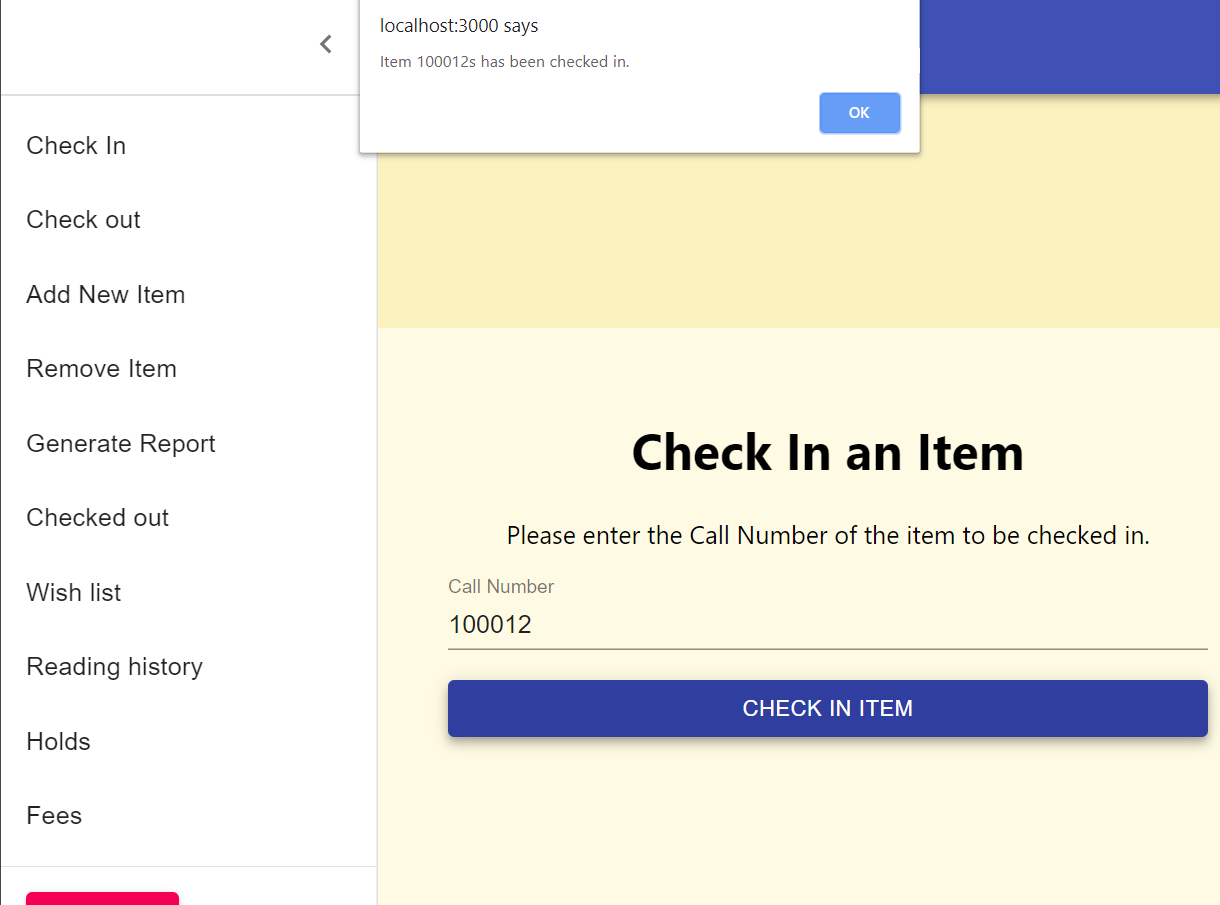 localhost:3000 says
Item 100012s has been checked in.
OK
Check In
Check out
Add New Item
Remove Item
Generate Report
Checked out
Wish list
Reading history
Holds
Fees
Check In an Item
Please enter the Call Number of the item to be checked in.
Call Number
100012
CHECK IN ITEM